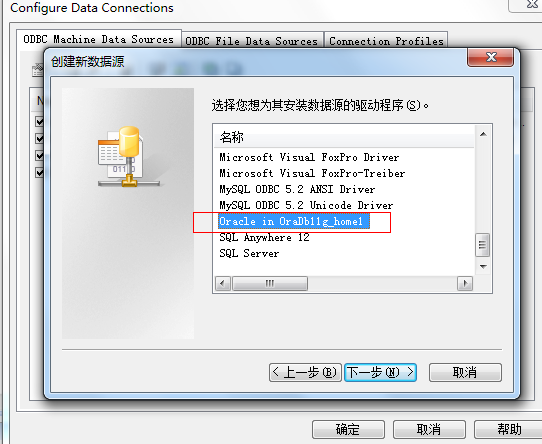 Configure Data Connections
ODBC Machine Data Sources
ODBC File Data Sources
Connection Profiles
创建新数据源
选择您想为其安装数据源的驱动程序(S)。
名称
Microsoft Visual FoxPro Driver
Microsoft Visual FoxPro-Treiber
MySQL ODBC 5.2 ANSI Driver
MySQL ODBC 5.2 Unicode Driver
Oracle in OraDb11g_home1
SQL Anywhere 12
SQL Server
01110
< 上一步(B)
下一步(N) >
取消
确定
取消
帮助